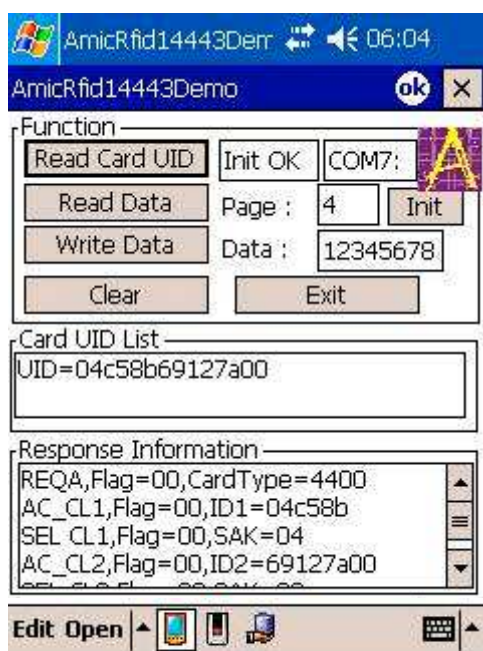 AmicRfid14443Dem 06:04
AmicRfid14443Demo ok
Function
Read Card UID Init OK COM7: A
Read Data Page : 4 Init
Write Data Data : 12345678
Clear Exit
Card UID List
UID=04c58b69127a00
Response Information
REQA,Flag=00,CardType=4400
AC_CL1,Flag=00,ID1=04c58b
SEL CL1,Flag=00,SAK=04
AC_CL2,Flag=00,ID2=69127a00
Edit Open